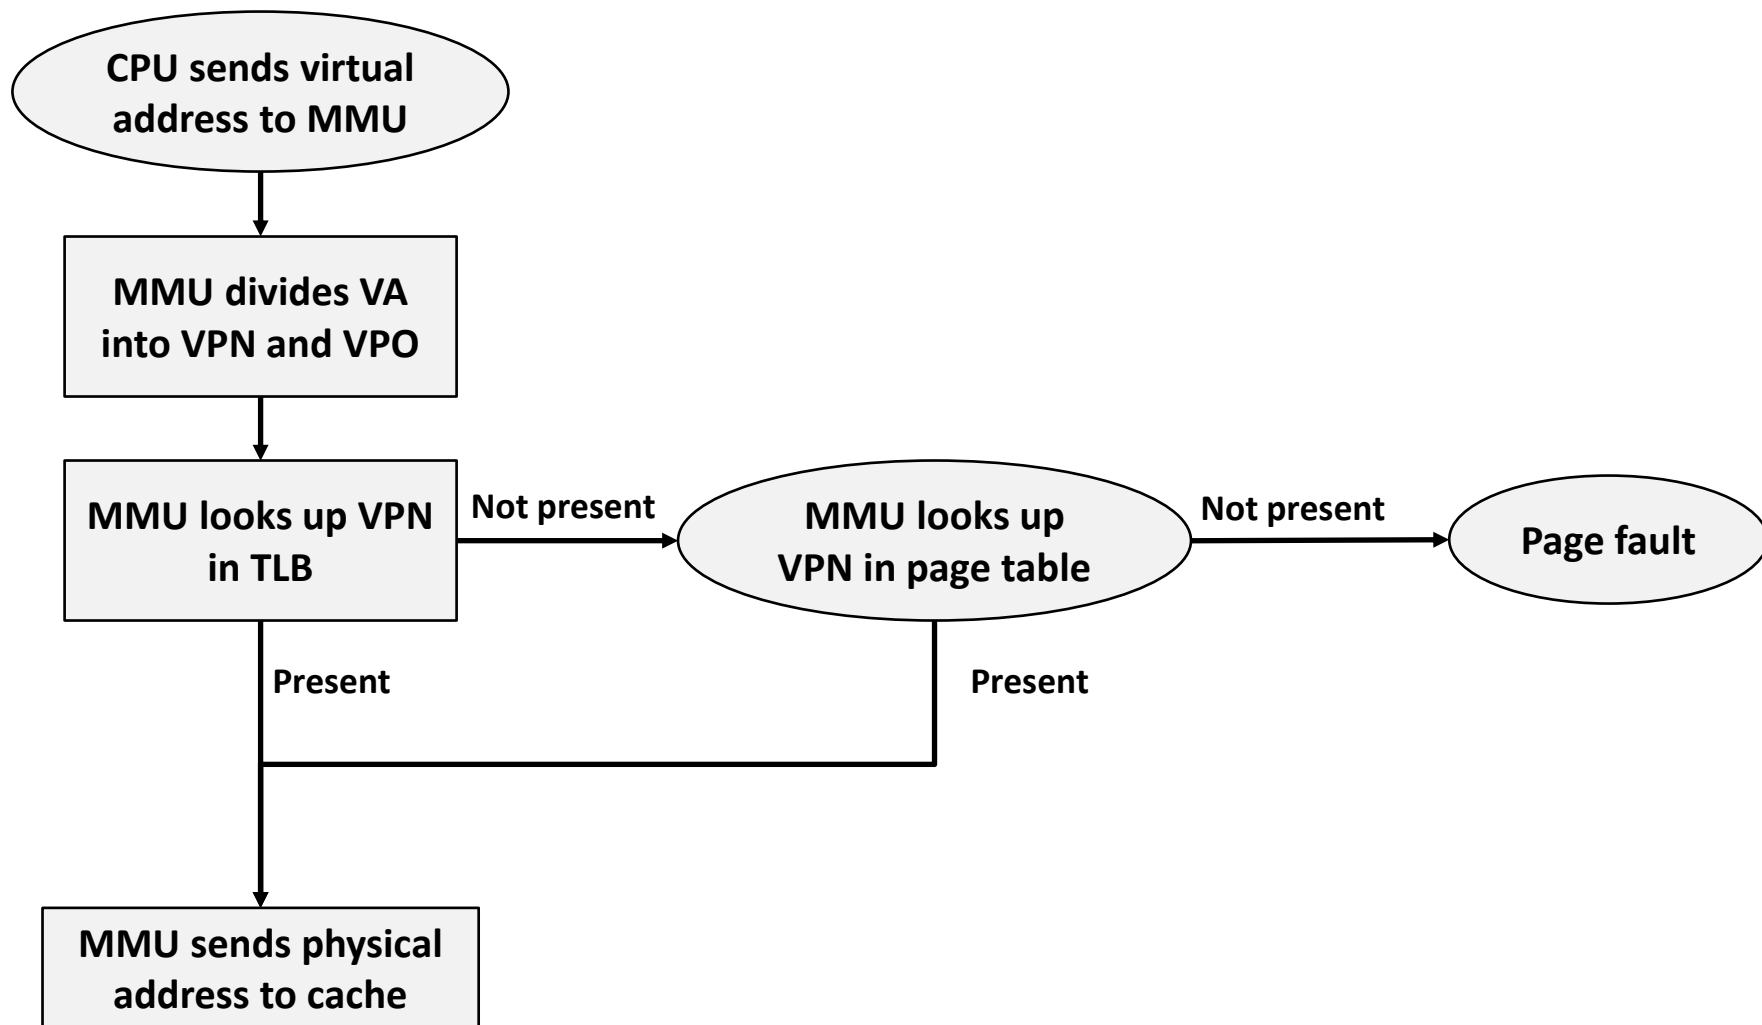 CPU sends virtual
address to MMU
MMU divides VA
into VPN and VPO
MMU looks up VPN
in TLB
Not present
MMU looks up
VPN in page table
Not present
Page fault
Present
Present
MMU sends physical
address to cache